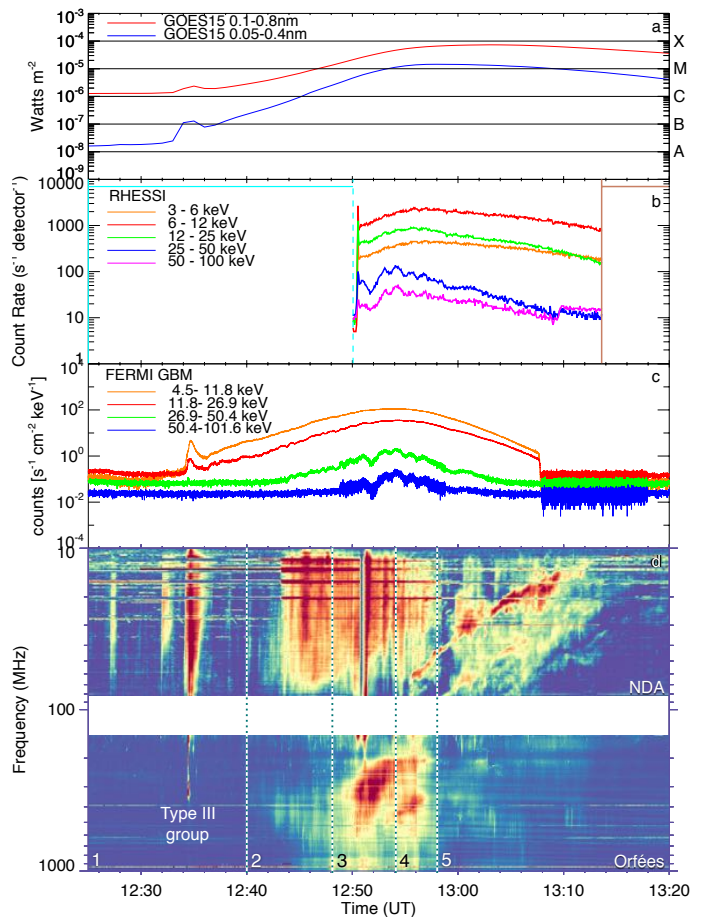 GOES15 0.1-0.8nm
GOES15 0.05-0.4nm
a
10-3
10-4
10-5
10-6
10-7
10-8
10-9
X
M
C
B
A
Watts m-2
RHESSI
3 - 6 keV
6 - 12 keV
12 - 25 keV
25 - 50 keV
50 - 100 keV
b
10000
1000
100
10
1
Count Rate (s-1 detector-1)
FERMI GBM
4.5- 11.8 keV
11.8-26.9 keV
26.9-50.4 keV
50.4-101.6 keV
c
104
102
100
10-2
10-4
counts [s-1 cm-2 keV-1]
d
10
100
1000
Frequency (MHz)
NDA
Type III
group
1 2 3 4 5
Orfées
12:30 12:40 12:50 13:00 13:10 13:20
Time (UT)